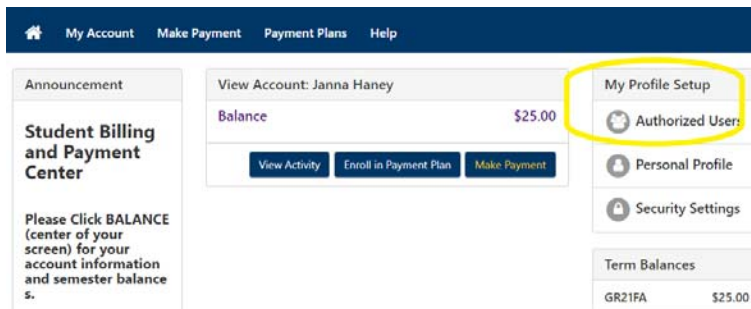 My Account Make Payment Payment Plans Help
Announcement
Student Billing
and Payment
Center
Please Click BALANCE
(center of your
screen) for your
account information
and semester balance
s.
View Account: Janna Haney
Balance $25.00
View Activity Enroll in Payment Plan Make Payment
My Profile Setup
Authorized Users
Personal Profile
Security Settings
Term Balances
GR21FA $25.00